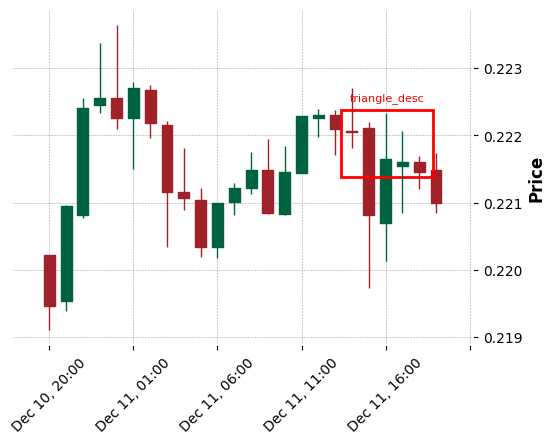 triangle_desc
0.223
0.222
0.221
0.220
0.219
Price
Dec 10, 20:00
Dec 11, 01:00
Dec 11, 06:00
Dec 11, 11:00
Dec 11, 16:00